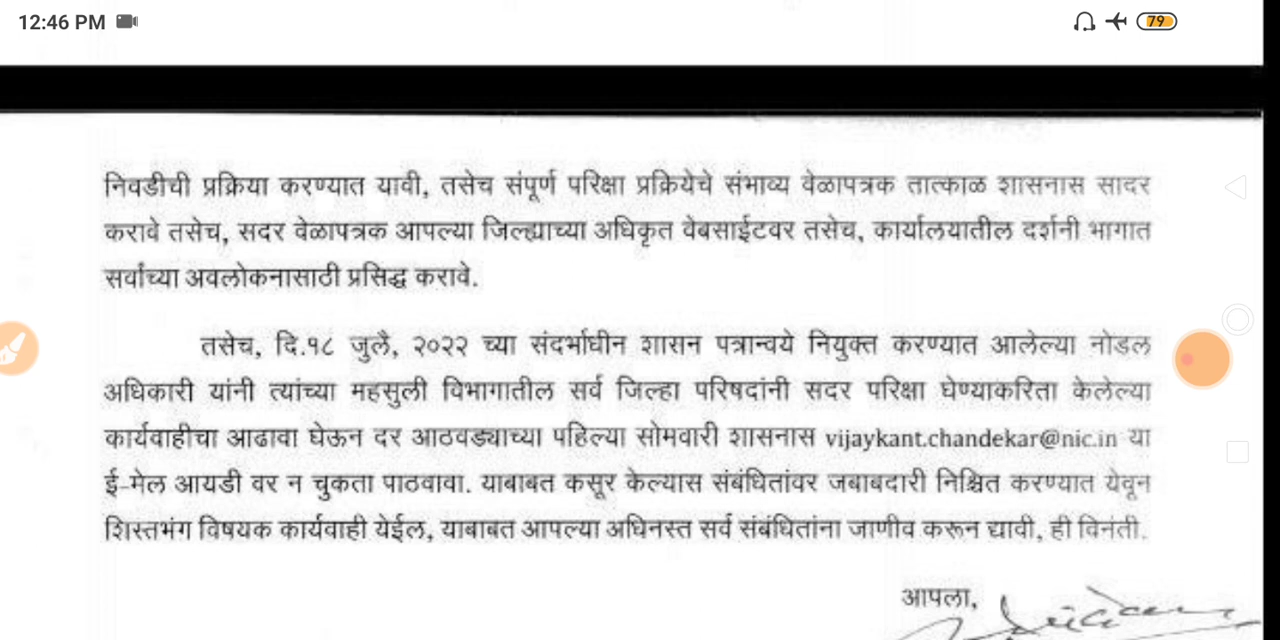 12:46 PM
79
निवडीची प्रक्रिया करण्यात यावी, तसेच संपूर्ण परिक्षा प्रक्रियेचे संभाव्य वेळापत्रक तात्काळ शासनास सादर
करावे तसेच, सदर वेळापत्रक आपल्या जिल्ह्याच्या अधिकृत वेबसाईटवर तसेच, कार्यालयातील दर्शनी भागात
सर्वांच्या अवलोकनासाठी प्रसिद्ध करावे.
तसेच, दि.१८ जुलै, २०२२ च्या संदर्भाधीन शासन पत्रान्वये नियुक्त करण्यात आलेल्या नोडल
अधिकारी यांनी त्यांच्या महसुली विभागातील सर्व जिल्हा परिषदांनी सदर परिक्षा घेण्याकरिता केलेल्या
कार्यवाहीचा आढावा घेऊन दर आठवड्याच्या पहिल्या सोमवारी शासनास vijaykant.chandekar@nic.in या
ई-मेल आयडी वर न चुकता पाठवावा. याबाबत कसूर केल्यास संबंधितांवर जबाबदारी निश्चित करण्यात येवून
शिस्तभंग विषयक कार्यवाही येईल, याबाबत आपल्या अधिनस्त सर्व संबंधितांना जाणीव करून द्यावी, ही विनंती.
आपला,